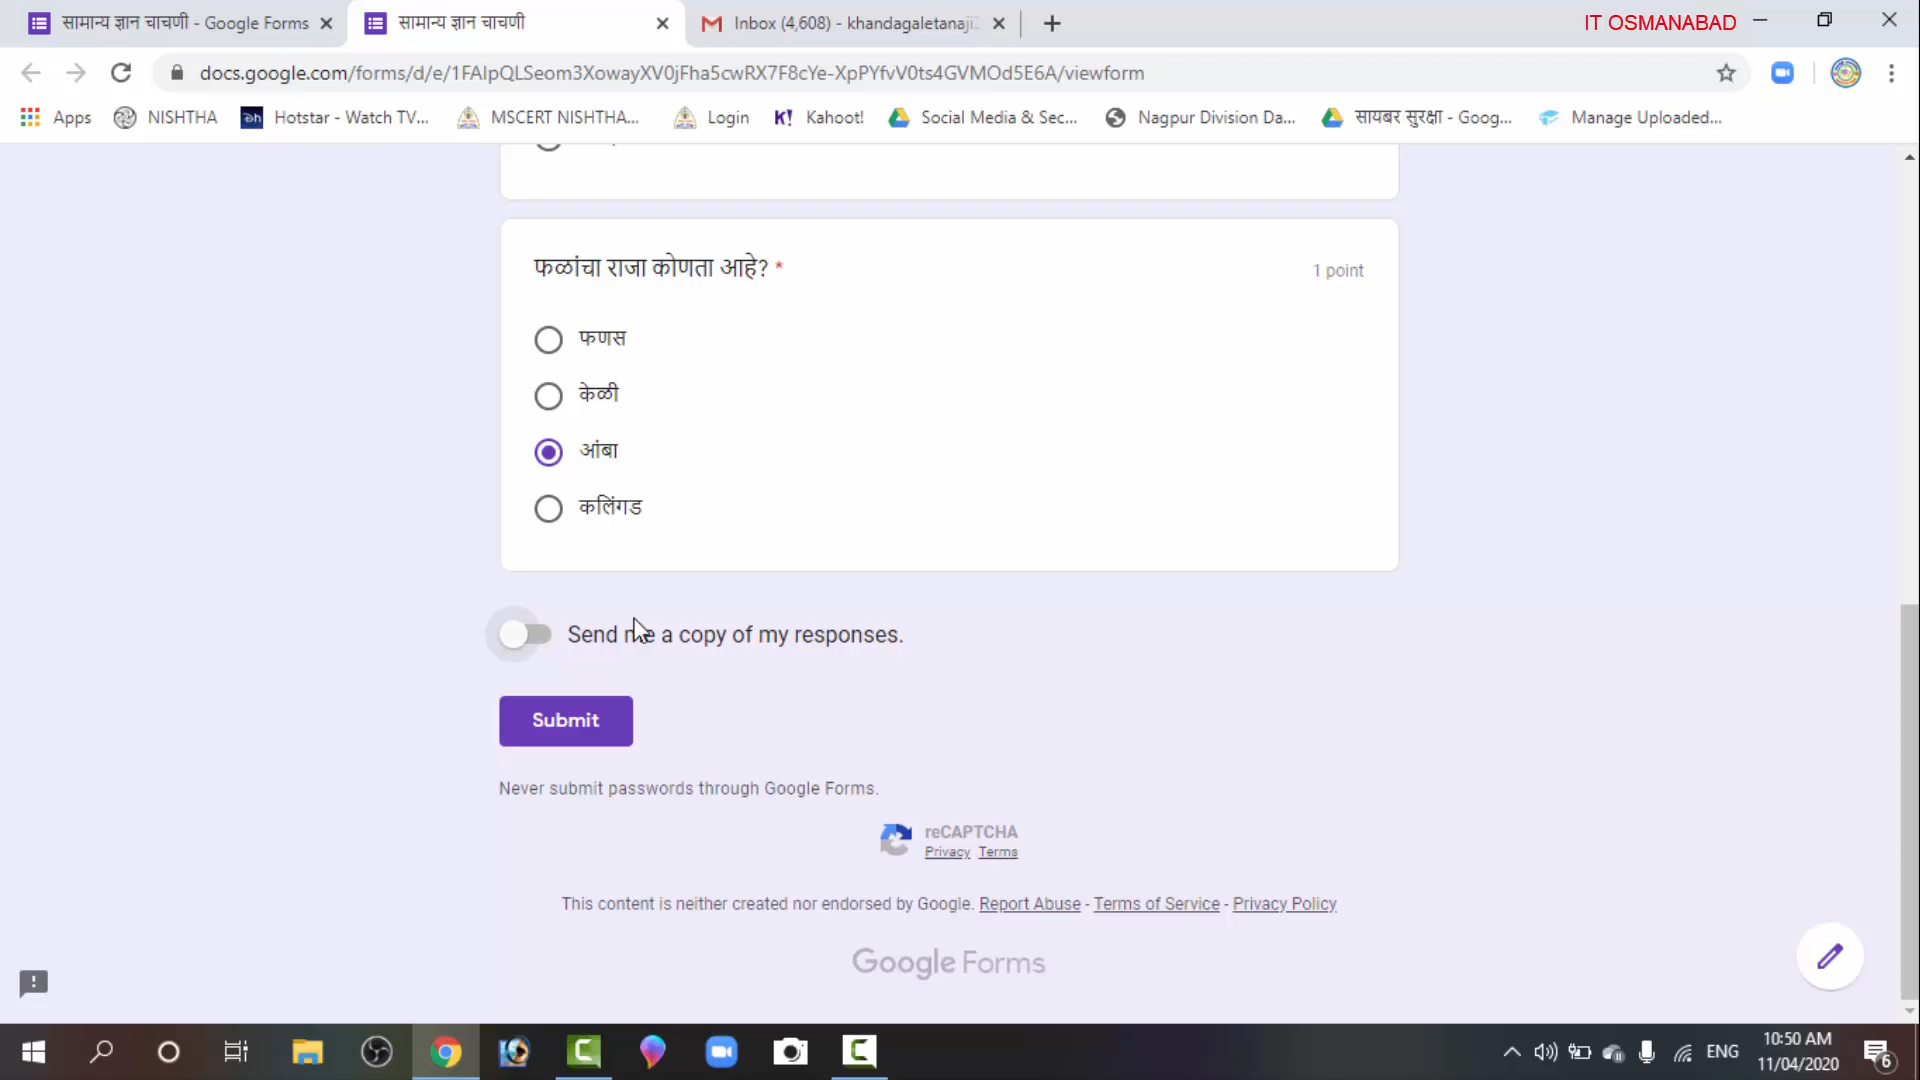 सामान्य ज्ञान चाचणी - Google Forms
सामान्य ज्ञान चाचणी
Inbox (4,608) - khandagaletanaji
IT OSMANABAD
docs.google.com/forms/d/e/1FAIpQLSeom3XowayXV0jFha5cwRX7F8cYe-XpPYfvV0ts4GVMOd5E6A/viewform
Apps
NISHTHA
Hotstar - Watch TV...
MSCERT NISHTHA...
Login
Kahoot!
Social Media & Sec...
Nagpur Division Da...
सायबर सुरक्षा - Goog...
Manage Uploaded...
फळांचा राजा कोणता आहे? *
1 point
फणस
केळी
आंबा
कलिंगड
Send me a copy of my responses.
Submit
Never submit passwords through Google Forms.
reCAPTCHA
Privacy Terms
This content is neither created nor endorsed by Google. Report Abuse - Terms of Service - Privacy Policy
Google Forms
ENG
10:50 AM
11/04/2020
6